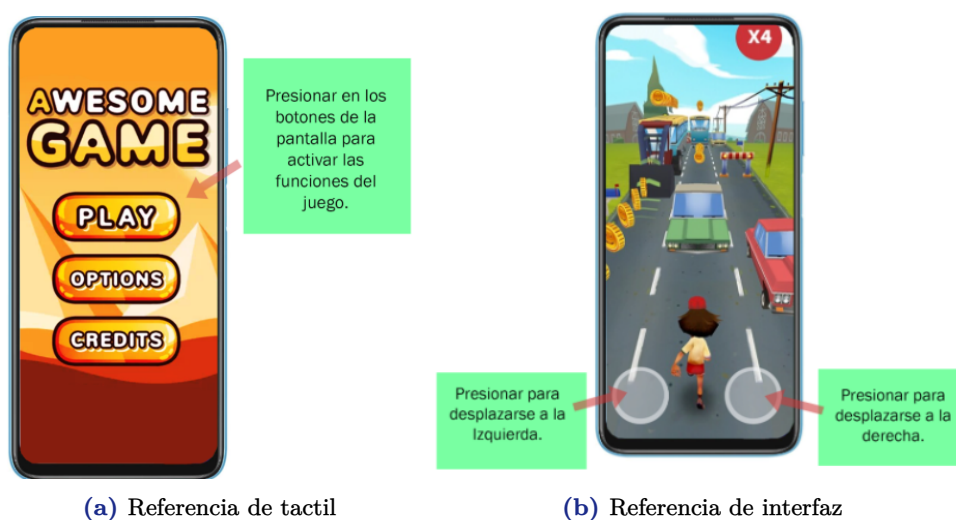 AWESOME
GAME
PLAY
OPTIONS
CREDITS
Presionar en los
botones de la
pantalla para
activar las
funciones del
juego.
(a) Referencia de tactil
X4
Presionar para
desplazarse a la
Izquierda.
Presionar para
desplazarse a la
derecha.
(b) Referencia de interfaz